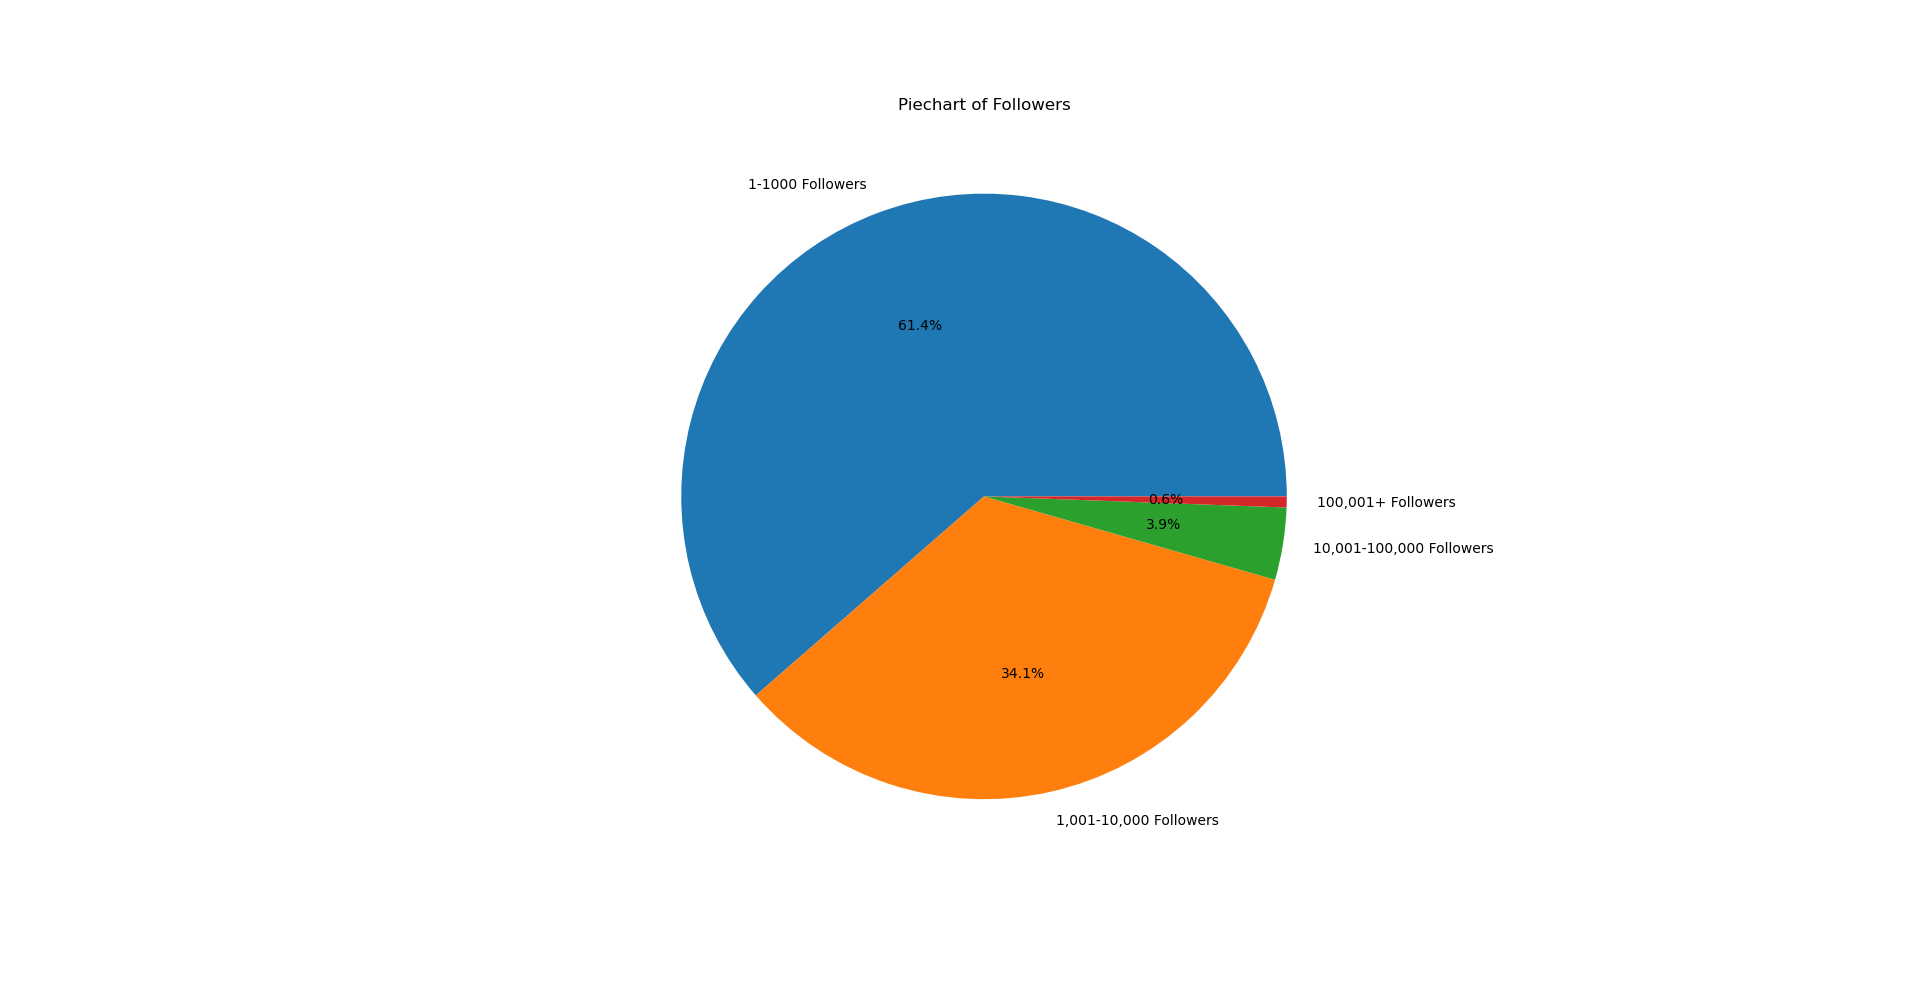 Piechart of Followers
1-1000 Followers
61.4%
0.6%
100,001+ Followers
3.9%
10,001-100,000 Followers
34.1%
1,001-10,000 Followers